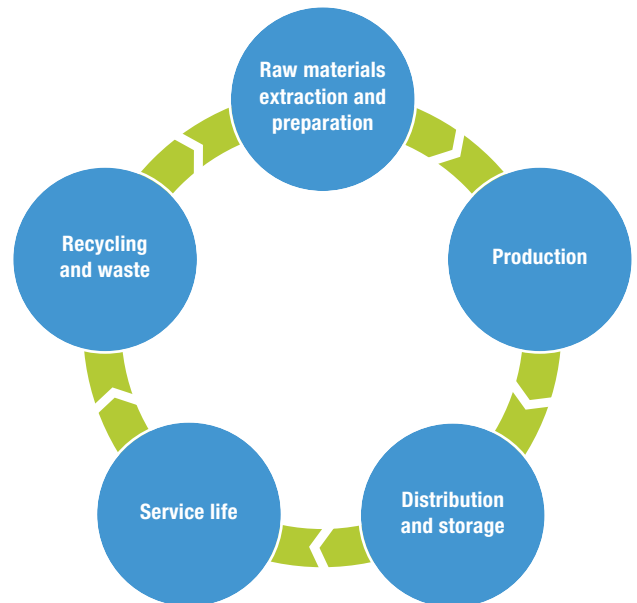 Raw materials
extraction and
preparation
Production
Distribution
and storage
Service life
Recycling
and waste